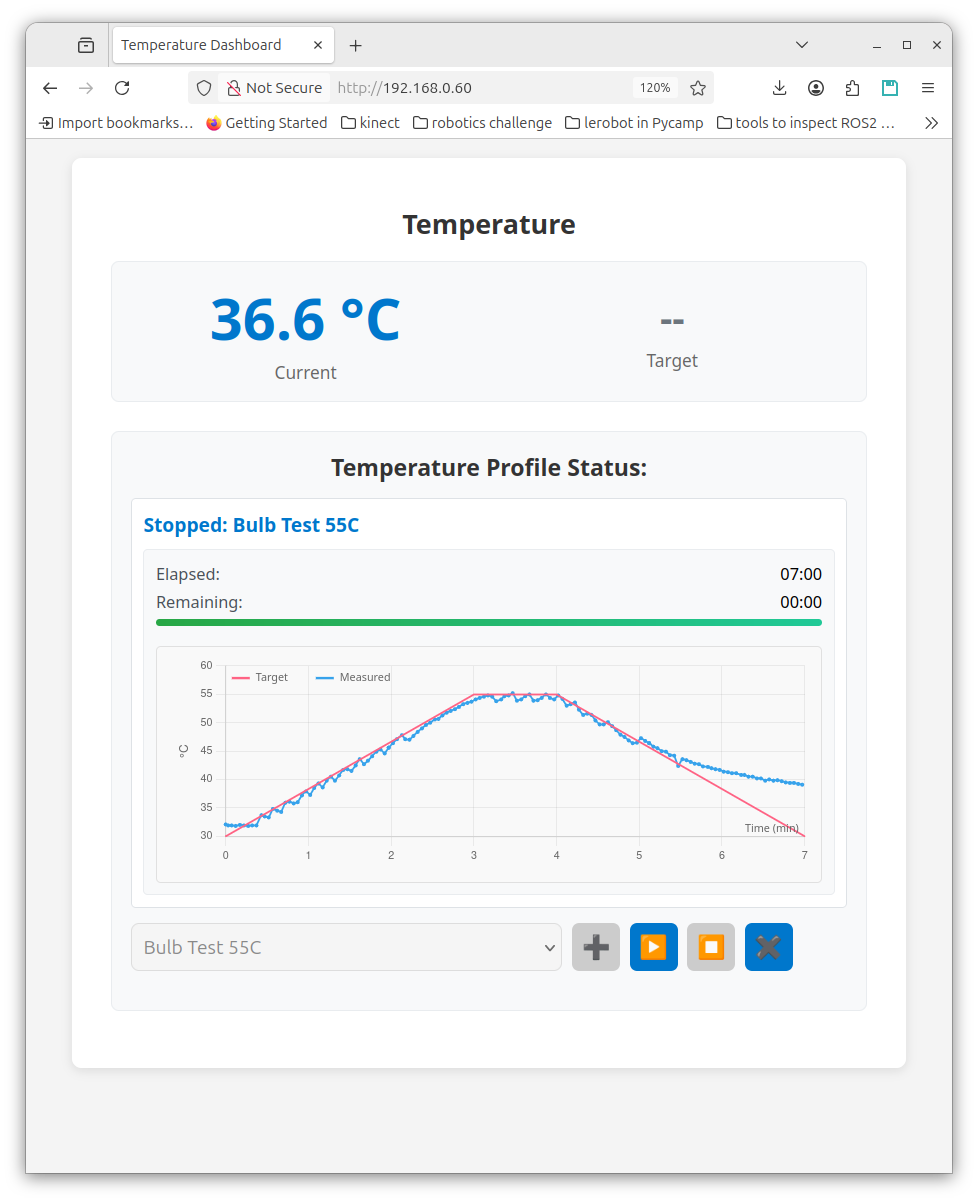 Temperature Dashboard
Not Secure http://192.168.0.60 120%
Import bookmarks... Getting Started kinect robotics challenge lerobot in Pycamp tools to inspect ROS2 ...
Temperature
36.6 °C --
Current Target
Temperature Profile Status:
Stopped: Bulb Test 55C
Elapsed: 07:00
Remaining: 00:00
Target Measured
°C
60
55
50
45
40
35
30
Time (min)
0 1 2 3 4 5 6 7
Bulb Test 55C